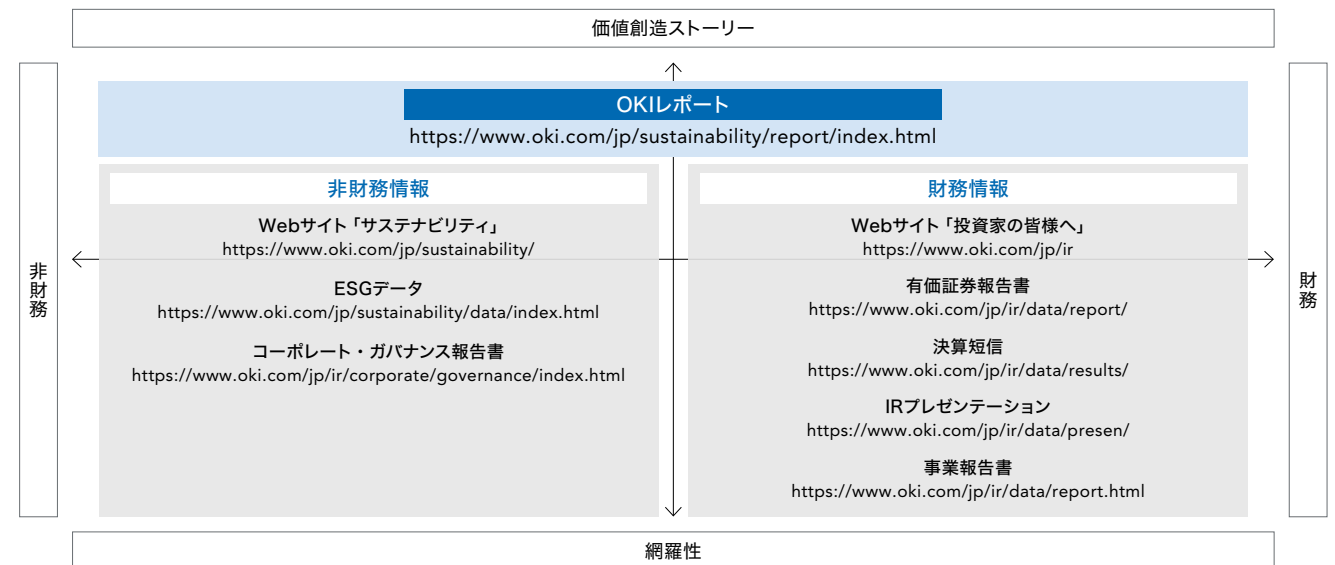 価値創造ストーリー
OKIレポート
https://www.oki.com/jp/sustainability/report/index.html
非財務
非財務情報
Webサイト「サステナビリティ」
https://www.oki.com/jp/sustainability/
ESGデータ
https://www.oki.com/jp/sustainability/data/index.html
コーポレート・ガバナンス報告書
https://www.oki.com/jp/ir/corporate/governance/index.html
財務情報
Webサイト「投資家の皆様へ」
https://www.oki.com/jp/ir
有価証券報告書
https://www.oki.com/jp/ir/data/report/
決算短信
https://www.oki.com/jp/ir/data/results/
IRプレゼンテーション
https://www.oki.com/jp/ir/data/presen/
事業報告書
https://www.oki.com/jp/ir/data/report.html
財務
網羅性